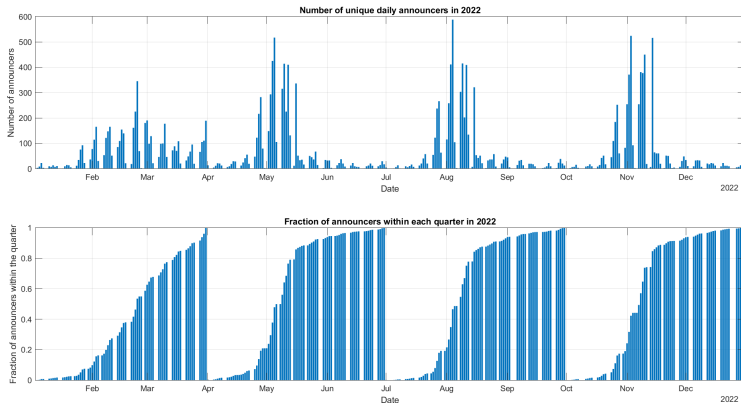 Number of unique daily announcers in 2022
Number of announcers
600
500
400
300
200
100
0
Feb Mar Apr May Jun Jul Aug Sep Oct Nov Dec
Date
2022
Fraction of announcers within each quarter in 2022
Fraction of announcers within the quarter
1
0.8
0.6
0.4
0.2
0
Feb Mar Apr May Jun Jul Aug Sep Oct Nov Dec
Date
2022